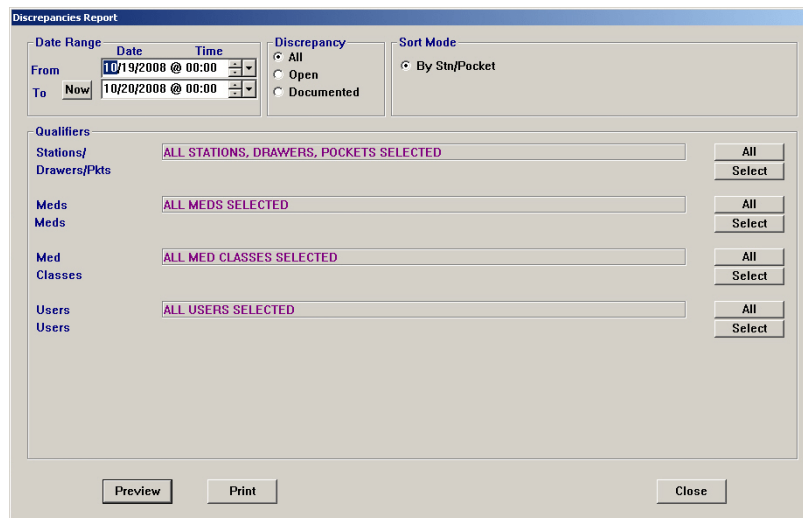 Discrepancies Report
Date Range
Date Time
From 10/19/2008 @ 00:00
To Now 10/20/2008 @ 00:00
Discrepancy
All
Open
Documented
Sort Mode
By Stn/Pocket
Qualifiers
Stations/ ALL STATIONS, DRAWERS, POCKETS SELECTED All
Drawers/Pkts Select
Meds ALL MEDS SELECTED All
Meds Select
Med ALL MED CLASSES SELECTED All
Classes Select
Users ALL USERS SELECTED All
Users Select
Preview Print Close